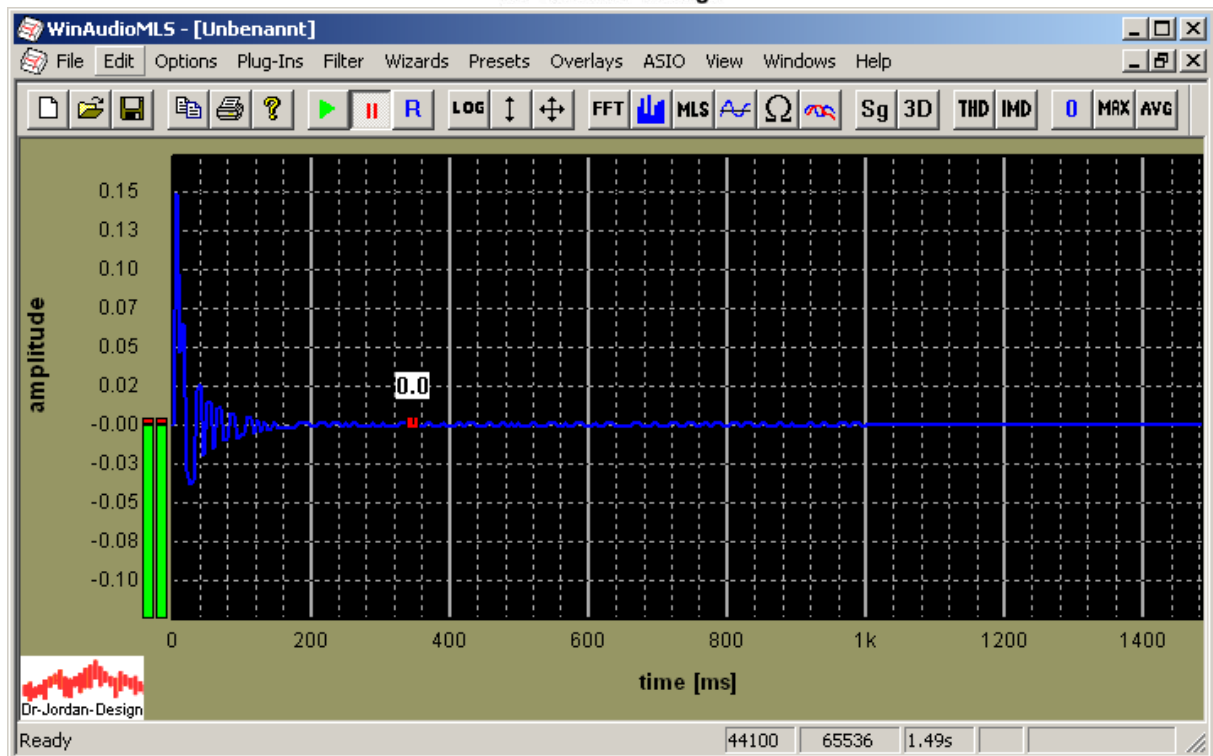 WinAudioMLS - [Unbenannt]
File Edit Options Plug-Ins Filter Wizards Presets Overlays ASIO View Windows Help
R LOG FFT MLS Ω Sg 3D THD IMD 0 MAX AVG
0.15
0.13
0.10
0.07
0.05
0.02
-0.00
-0.03
-0.05
-0.08
-0.10
amplitude
0.0
0 200 400 600 800 1k 1200 1400
time [ms]
Dr-Jordan-Design
Ready 44100 65536 1.49s